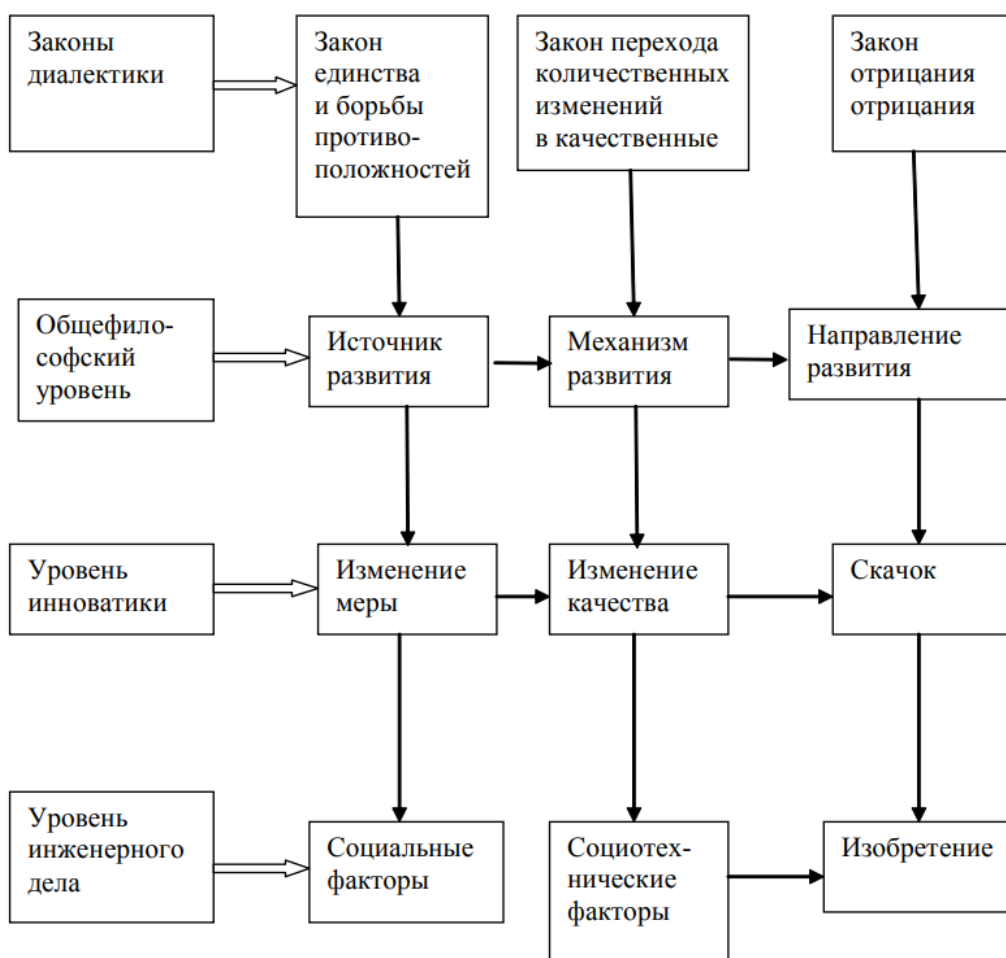 Законы
диалектики
Закон
единства
и борьбы
противо-
положностей
Закон перехода
количественных
изменений
в качественные
Закон
отрицания
отрицания
Общефило-
софский
уровень
Источник
развития
Механизм
развития
Направление
развития
Уровень
инноватики
Изменение
меры
Изменение
качества
Скачок
Уровень
инженерного
дела
Социальные
факторы
Социотех-
нические
факторы
Изобретение